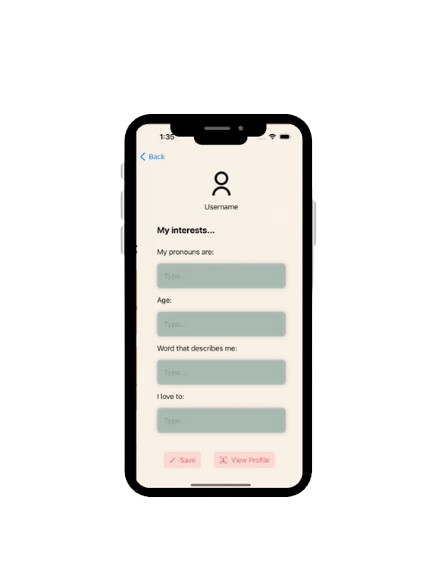 1:35
Back
Username
My interests...
My pronouns are:
Type...
Age:
Type...
Word that describes me:
Type...
I love to:
Type...
Save View Profile